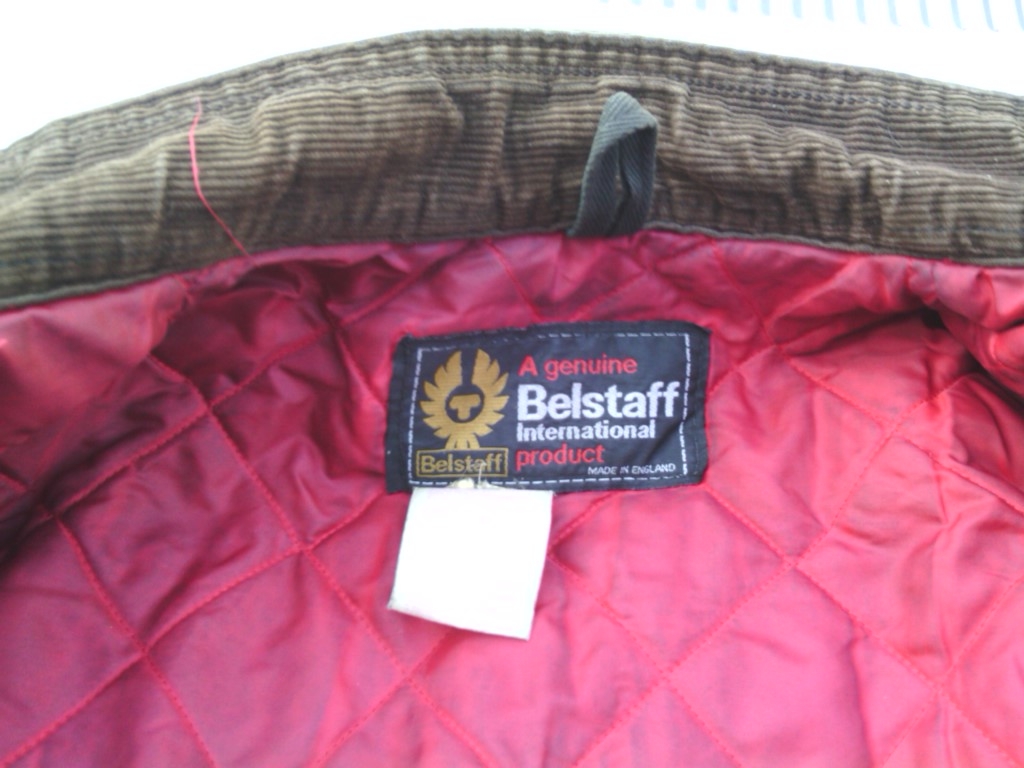 A genuine
Belstaff
International
product
MADE IN ENGLAND
Belstaff